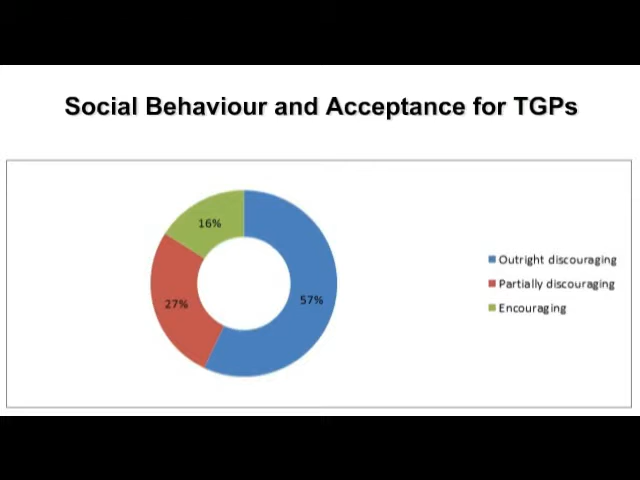 Social Behaviour and Acceptance for TGPs
16%
27%
57%
Outright discouraging
Partially discouraging
Encouraging